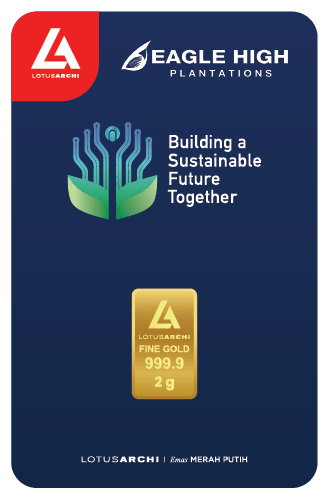 LOTUSARCHI
EAGLE HIGH
PLANTATIONS
Building a
Sustainable
Future
Together
LOTUSARCHI
FINE GOLD
999.9
2 g
LOTUSARCHI | Emas MERAH PUTIH